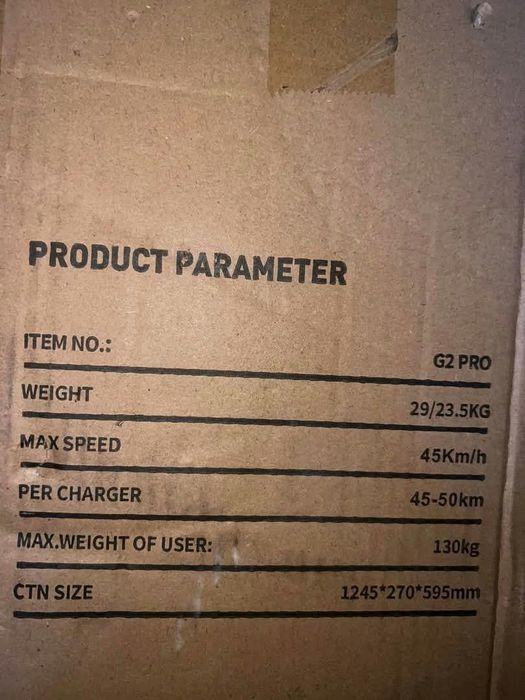 PRODUCT PARAMETER
ITEM NO.: G2 PRO
WEIGHT 29/23.5KG
MAX SPEED 45Km/h
PER CHARGER 45-50km
MAX.WEIGHT OF USER: 130kg
CTN SIZE 1245*270*595mm